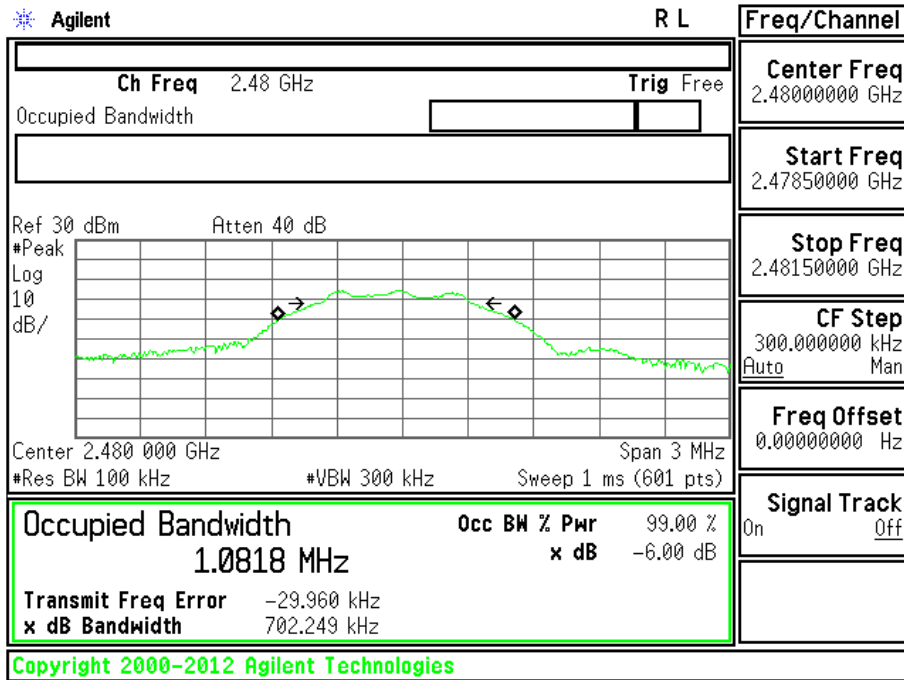 Agilent R L
Ch Freq 2.48 GHz Trig Free
Occupied Bandwidth
Ref 30 dBm Atten 40 dB
#Peak
Log
10
dB/
Center 2.480 000 GHz Span 3 MHz
#Res BW 100 kHz #VBW 300 kHz Sweep 1 ms (601 pts)
Occupied Bandwidth Occ BW % Pwr 99.00 %
1.0818 MHz x dB -6.00 dB
Transmit Freq Error -29.960 kHz
x dB Bandwidth 702.249 kHz
Copyright 2000-2012 Agilent Technologies
Freq/Channel
Center Freq
2.48000000 GHz
Start Freq
2.47850000 GHz
Stop Freq
2.48150000 GHz
CF Step
300.000000 kHz
Auto Man
Freq Offset
0.00000000 Hz
Signal Track
On Off